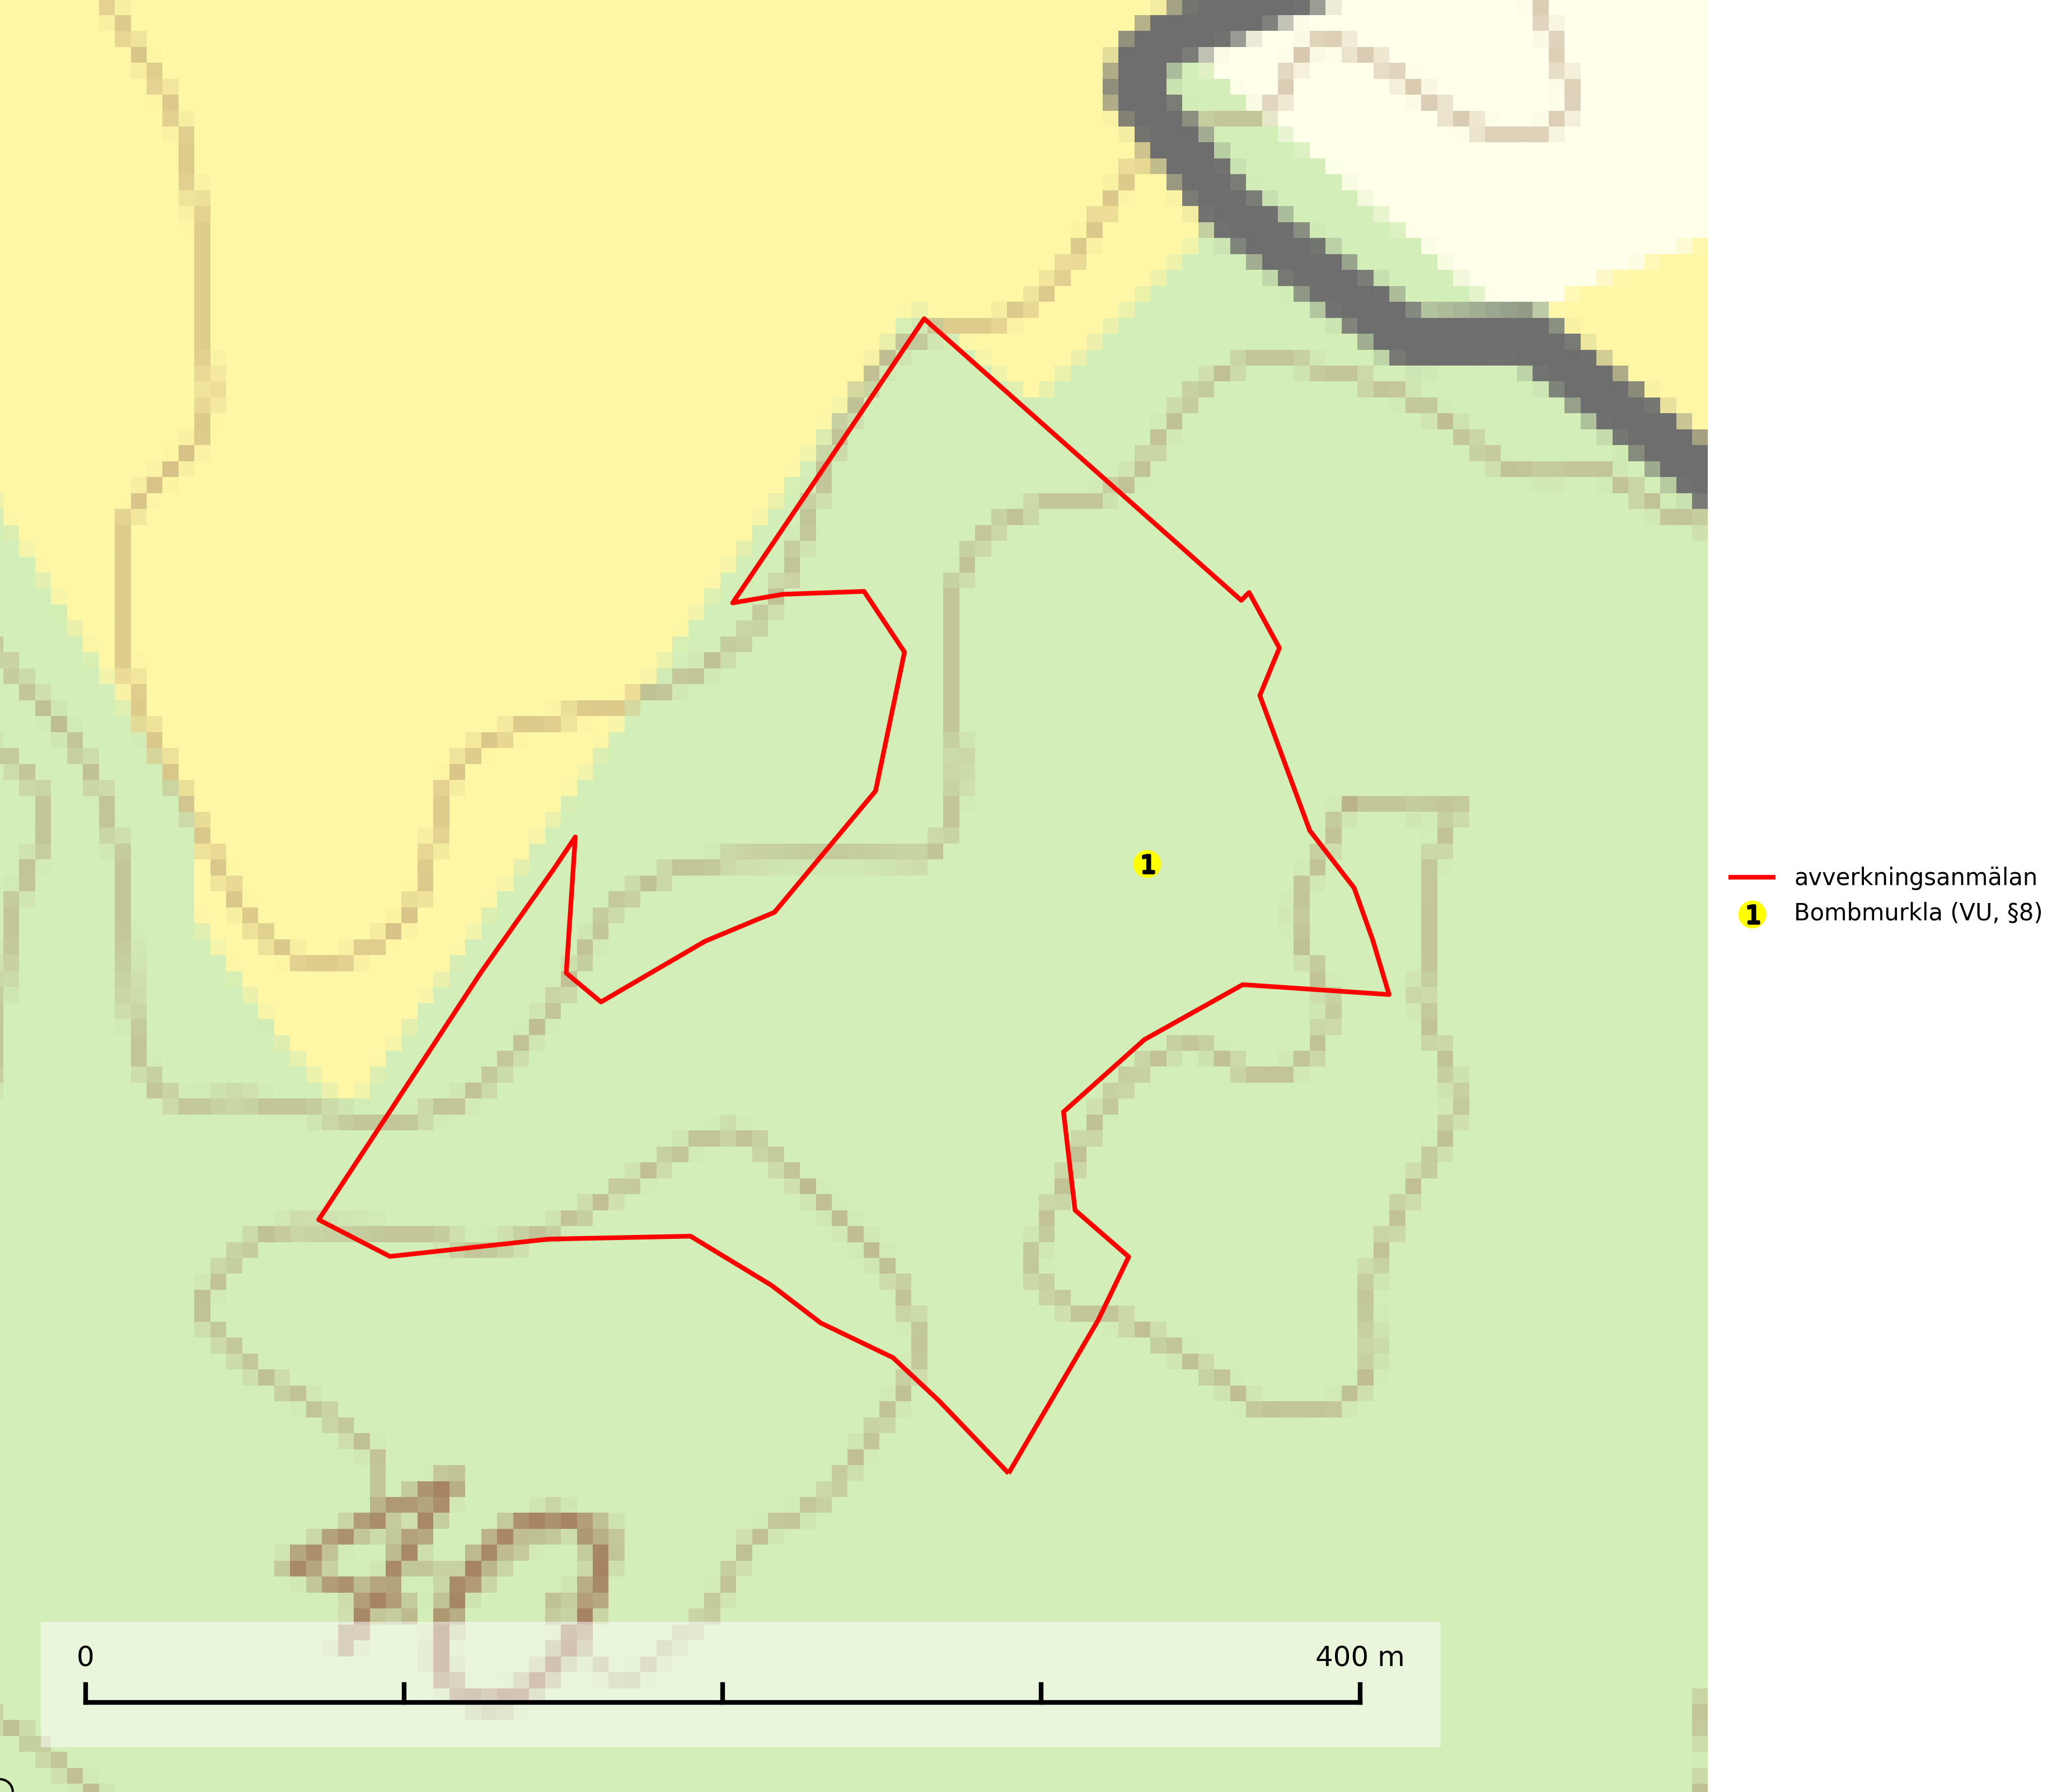 1
avverkningsanmälan
1 Bombmurkla (VU, §8)
0 400 m